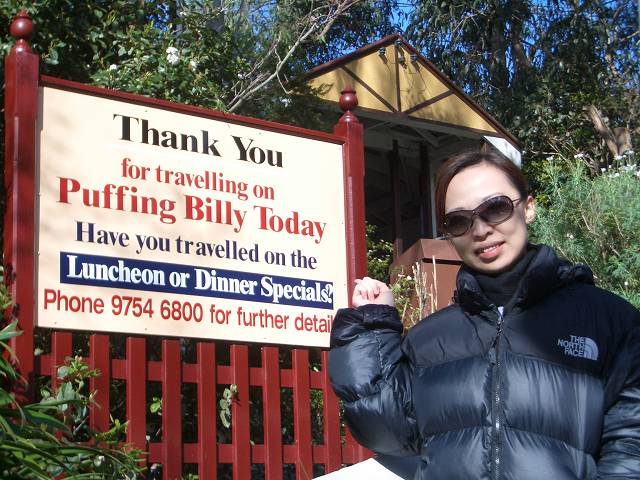 Thank You
for travelling on
Puffing Billy Today
Have you travelled on the
Luncheon or Dinner Specials?
Phone 9754 6800 for further detail
THE
NORTH
FACE